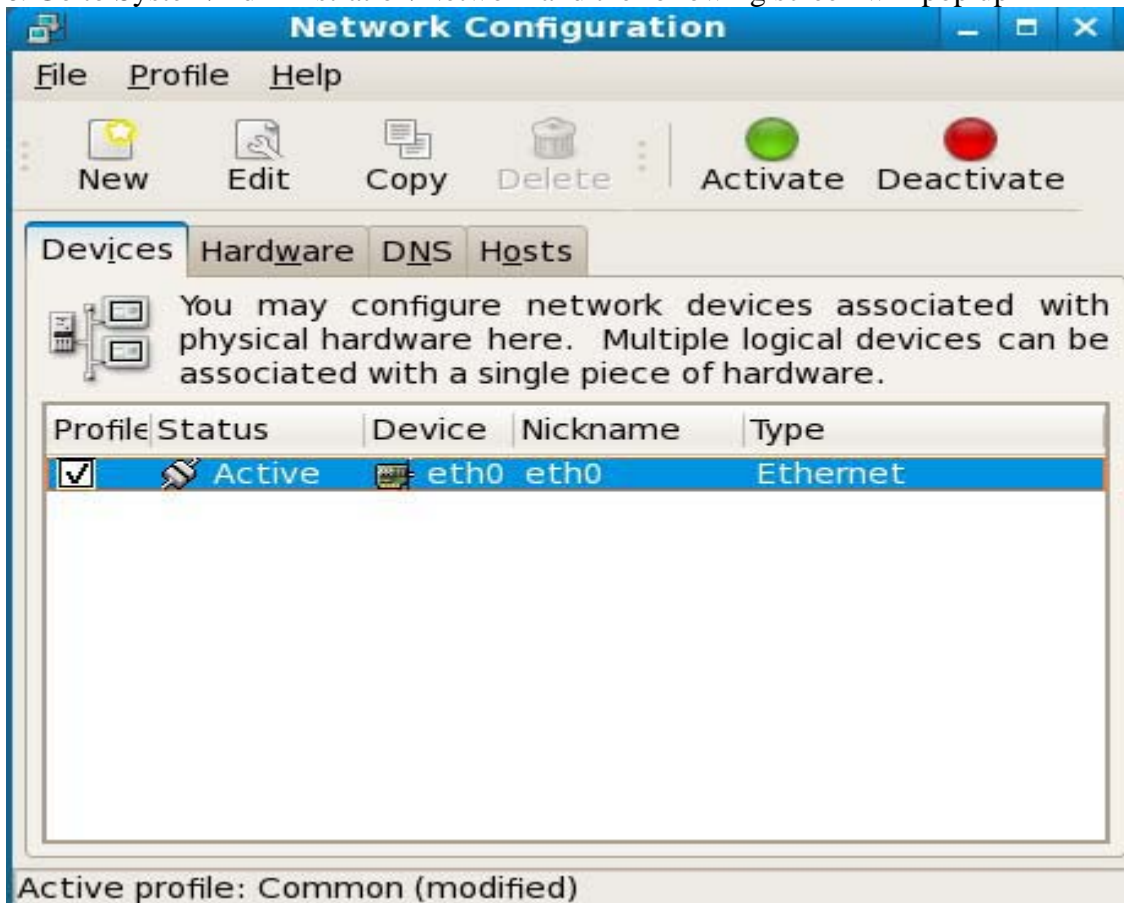 Network Configuration
File Profile Help
New Edit Copy Delete Activate Deactivate
Devices Hardware DNS Hosts
You may configure network devices associated with
physical hardware here. Multiple logical devices can be
associated with a single piece of hardware.
Profile Status Device Nickname Type
Active eth0 eth0 Ethernet
Active profile: Common (modified)